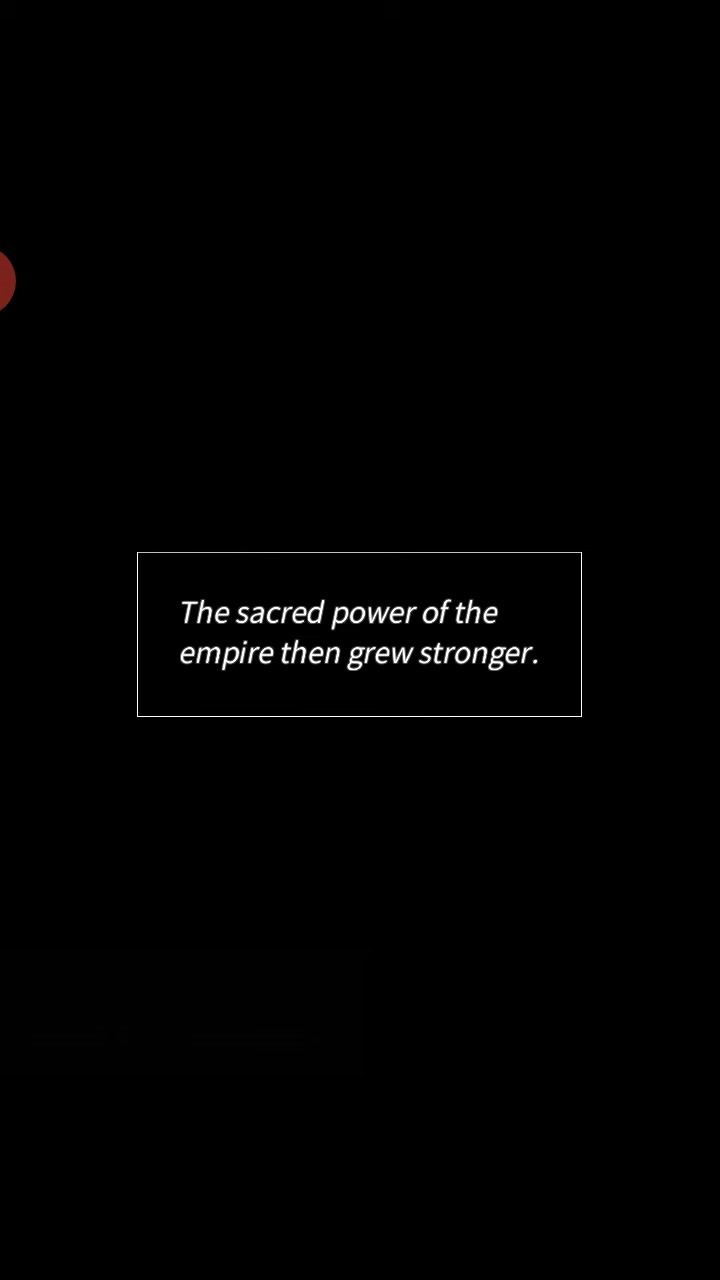 The sacred power of the
empire then grew stronger.